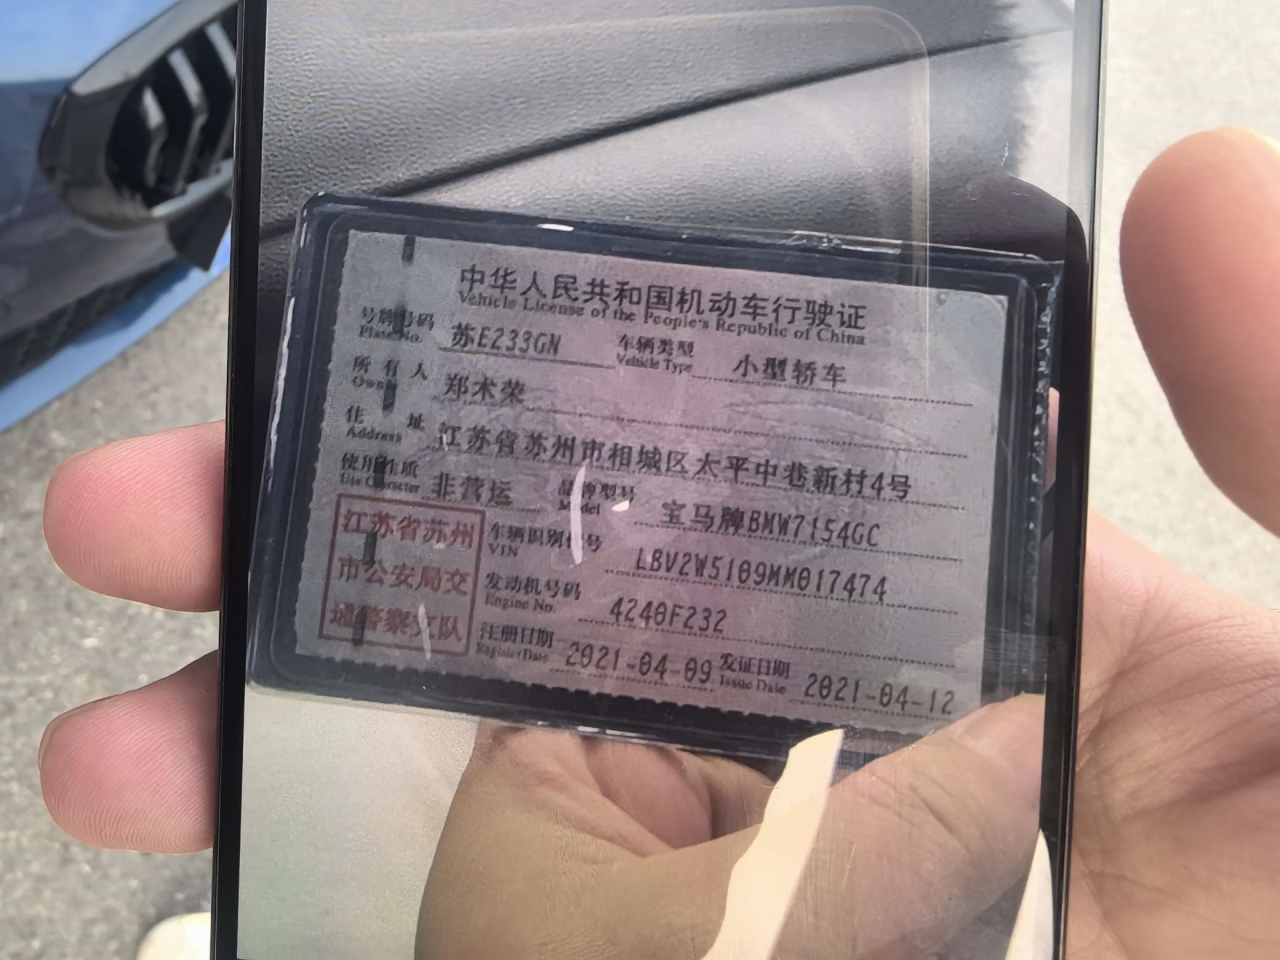 中华人民共和国机动车行驶证
Vehicle License of the People's Republic of China
号牌号码 苏E233GN 车辆类型 小型轿车
Plate No. Vehicle Type
所有人 郑术荣
Owner
住址 江苏省苏州市相城区太平中巷新村4号
Address
使用性质 非营运 品牌型号 宝马牌BMW7154GC
Use Character Model
车辆识别代号 LBV2W5109MM017474
VIN
发动机号码 4240F232
Engine No.
注册日期 2021-04-09 发证日期 2021-04-12
Register Date Issue Date
江苏省苏州
市公安局交
通警察支队